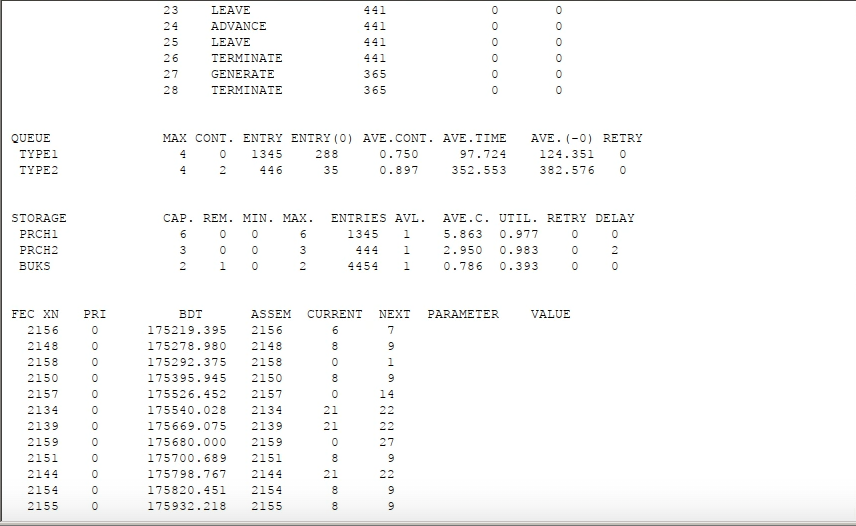 23 LEAVE 441 0 0
24 ADVANCE 441 0 0
25 LEAVE 441 0 0
26 TERMINATE 441 0 0
27 GENERATE 365 0 0
28 TERMINATE 365 0 0
QUEUE MAX CONT. ENTRY ENTRY(0) AVE.CONT. AVE.TIME AVE.(-0) RETRY
TYPE1 4 0 1345 288 0.750 97.724 124.351 0
TYPE2 4 2 446 35 0.897 352.553 382.576 0
STORAGE CAP. REM. MIN. MAX. ENTRIES AVL. AVE.C. UTIL. RETRY DELAY
PRCH1 6 0 0 6 1345 1 5.863 0.977 0 0
PRCH2 3 0 0 3 444 1 2.950 0.983 0 2
BUKS 2 1 0 2 4454 1 0.786 0.393 0 0
FEC XN PRI BDT ASSEM CURRENT NEXT PARAMETER VALUE
2156 0 175219.395 2156 6 7
2148 0 175278.980 2148 8 9
2158 0 175292.375 2158 0 1
2150 0 175395.945 2150 8 9
2157 0 175526.452 2157 0 14
2134 0 175540.028 2134 21 22
2139 0 175669.075 2139 21 22
2159 0 175680.000 2159 0 27
2151 0 175700.689 2151 8 9
2144 0 175798.767 2144 21 22
2154 0 175820.451 2154 8 9
2155 0 175932.218 2155 8 9